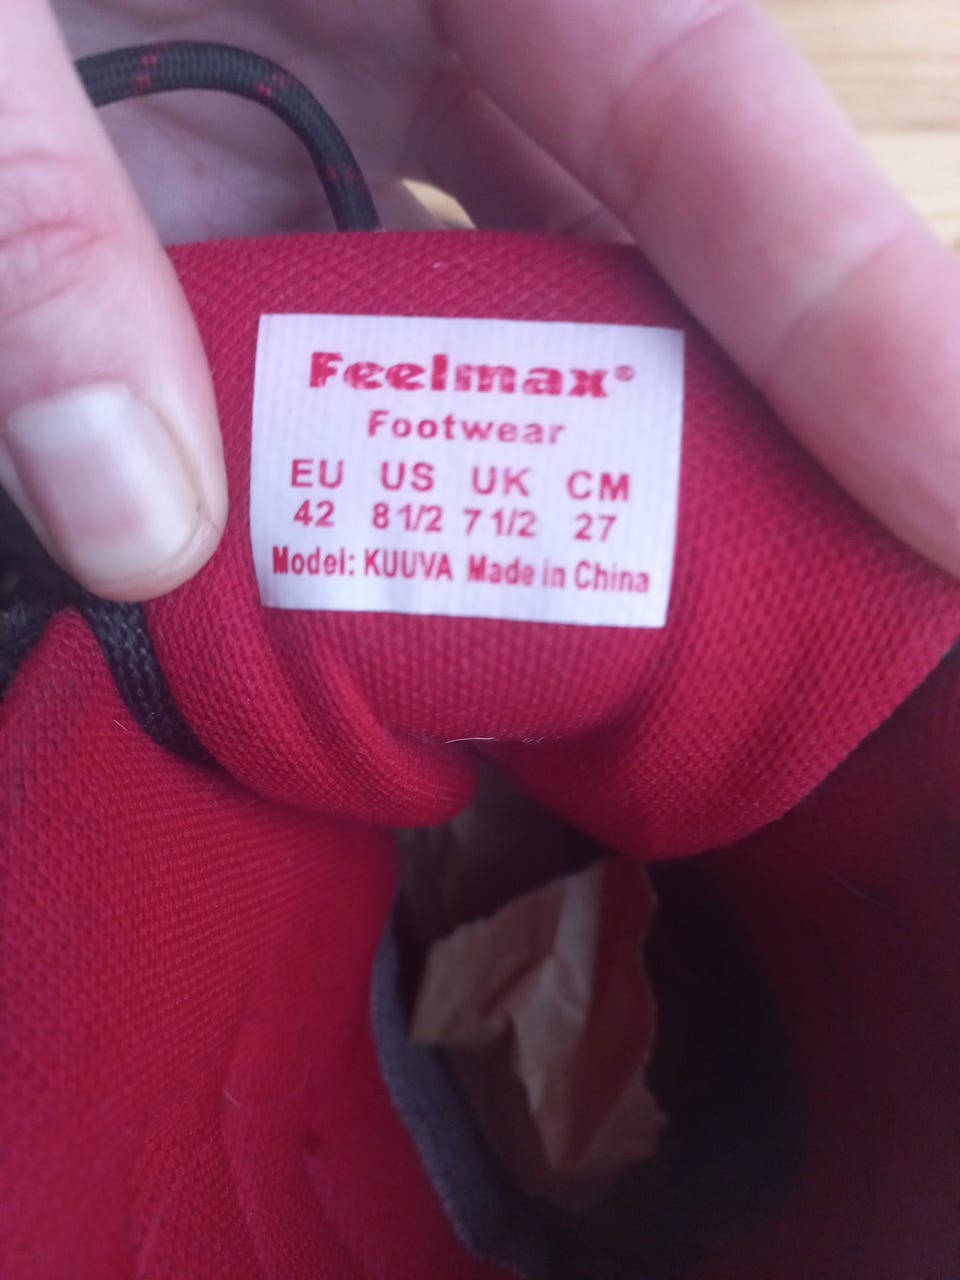 Feelmax®
Footwear
EU US UK CM
42 8 1/2 7 1/2 27
Model: KUUVA Made in China